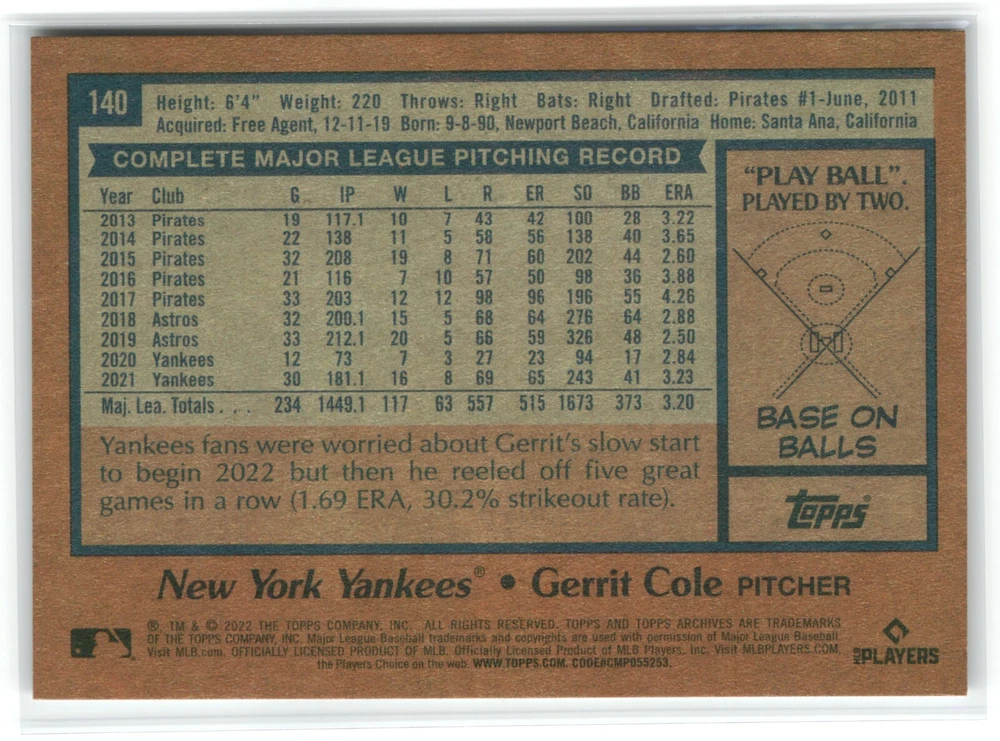 140
Height: 6'4" Weight: 220 Throws: Right Bats: Right Drafted: Pirates #1-June, 2011
Acquired: Free Agent, 12-11-19 Born: 9-8-90, Newport Beach, California Home: Santa Ana, California
COMPLETE MAJOR LEAGUE PITCHING RECORD
Year Club G IP W L R ER SO BB ERA
2013 Pirates 19 117.1 10 7 43 42 100 28 3.22
2014 Pirates 22 138 11 5 58 56 138 40 3.65
2015 Pirates 32 208 19 8 71 60 202 44 2.60
2016 Pirates 21 116 7 10 57 50 98 36 3.88
2017 Pirates 33 203 12 12 98 96 196 55 4.26
2018 Astros 32 200.1 15 5 68 64 276 64 2.88
2019 Astros 33 212.1 20 5 66 59 326 48 2.50
2020 Yankees 12 73 7 3 27 23 94 17 2.84
2021 Yankees 30 181.1 16 8 69 65 243 41 3.23
Maj. Lea. Totals . . . 234 1449.1 117 63 557 515 1673 373 3.20
Yankees fans were worried about Gerrit's slow start
to begin 2022 but then he reeled off five great
games in a row (1.69 ERA, 30.2% strikeout rate).
"PLAY BALL".
PLAYED BY TWO.
BASE ON
BALLS
Topps®
New York Yankees® • Gerrit Cole PITCHER
®, TM & © 2022 THE TOPPS COMPANY, INC. ALL RIGHTS RESERVED. TOPPS AND TOPPS ARCHIVES ARE TRADEMARKS
OF THE TOPPS COMPANY, INC. Major League Baseball trademarks and copyrights are used with permission of Major League Baseball.
Visit MLB.com. OFFICIALLY LICENSED PRODUCT OF MLB. Officially Licensed Product of MLB Players, Inc. Visit MLBPLAYERS.COM,
the Players Choice on the web. WWW.TOPPS.COM. CODE#CMP055253.
MLB PLAYERS